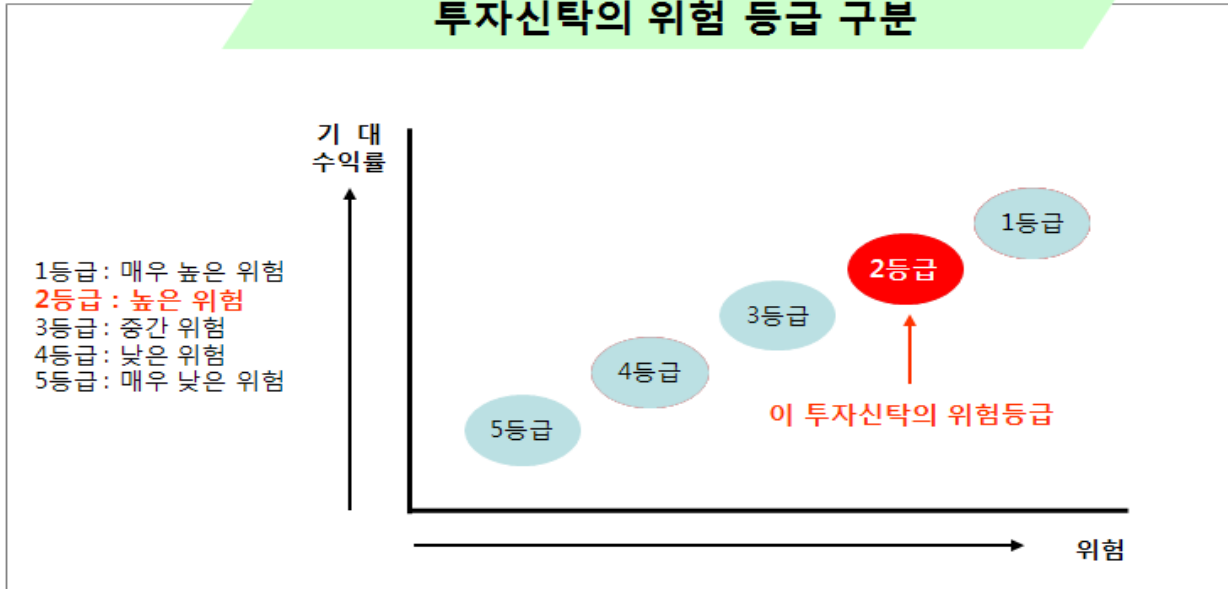 투자신탁의 위험 등급 구분
기 대
수익률
1등급 : 매우 높은 위험
2등급 : 높은 위험
3등급 : 중간 위험
4등급 : 낮은 위험
5등급 : 매우 낮은 위험
1등급
2등급
3등급
4등급
5등급
이 투자신탁의 위험등급
위험